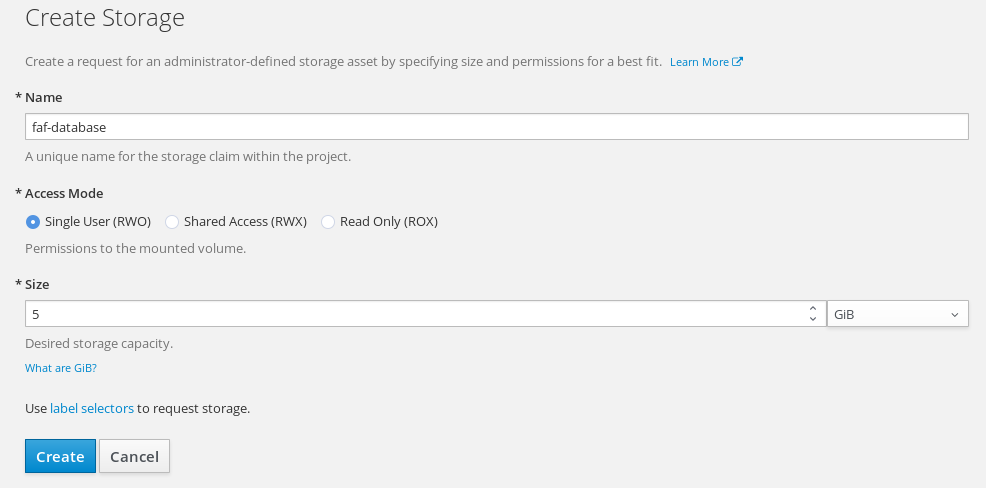 Create Storage
Create a request for an administrator-defined storage asset by specifying size and permissions for a best fit. Learn More
* Name
faf-database
A unique name for the storage claim within the project.
* Access Mode
Single User (RWO) Shared Access (RWX) Read Only (ROX)
Permissions to the mounted volume.
* Size
5 GiB
Desired storage capacity.
What are GiB?
Use label selectors to request storage.
Create Cancel